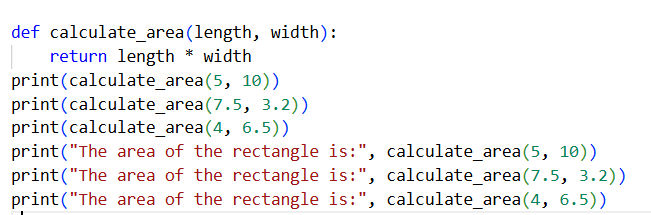 def calculate_area(length, width):
    return length * width
print(calculate_area(5, 10))
print(calculate_area(7.5, 3.2))
print(calculate_area(4, 6.5))
print("The area of the rectangle is:", calculate_area(5, 10))
print("The area of the rectangle is:", calculate_area(7.5, 3.2))
print("The area of the rectangle is:", calculate_area(4, 6.5))